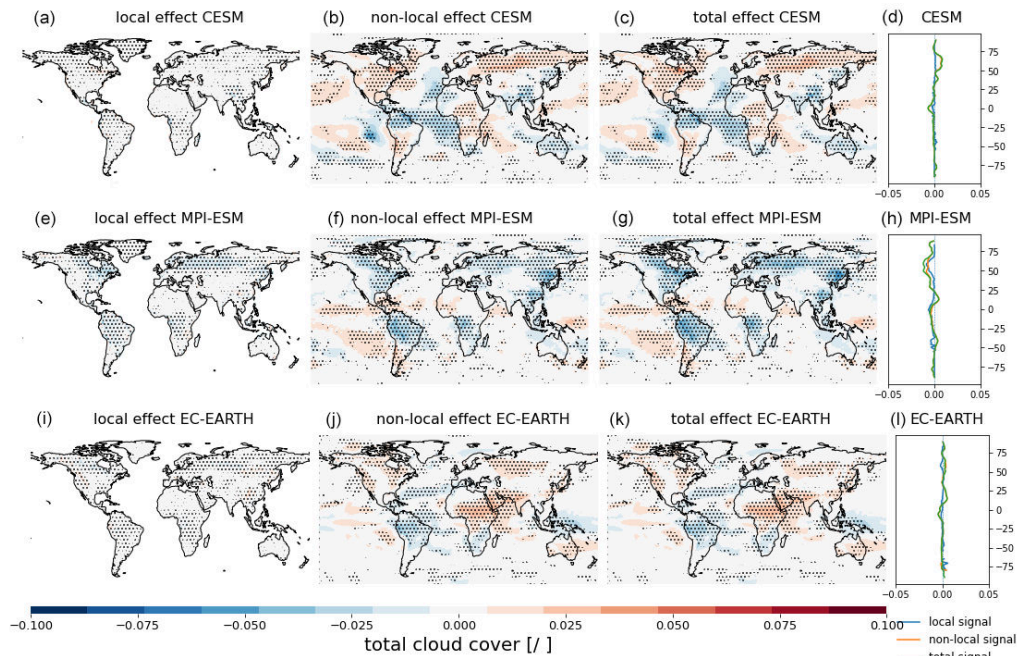 (a) local effect CESM (b) non-local effect CESM (c) total effect CESM (d) CESM
75
50
25
0
−25
−50
−75
−0.05 0.00 0.05
(e) local effect MPI-ESM (f) non-local effect MPI-ESM (g) total effect MPI-ESM (h) MPI-ESM
75
50
25
0
−25
−50
−75
−0.05 0.00 0.05
(i) local effect EC-EARTH (j) non-local effect EC-EARTH (k) total effect EC-EARTH (l) EC-EARTH
75
50
25
0
−25
−50
−75
−0.05 0.00 0.05
−0.100 −0.075 −0.050 −0.025 0.000 0.025 0.050 0.075 0.100
total cloud cover [/ ]
local signal
non-local signal
total signal